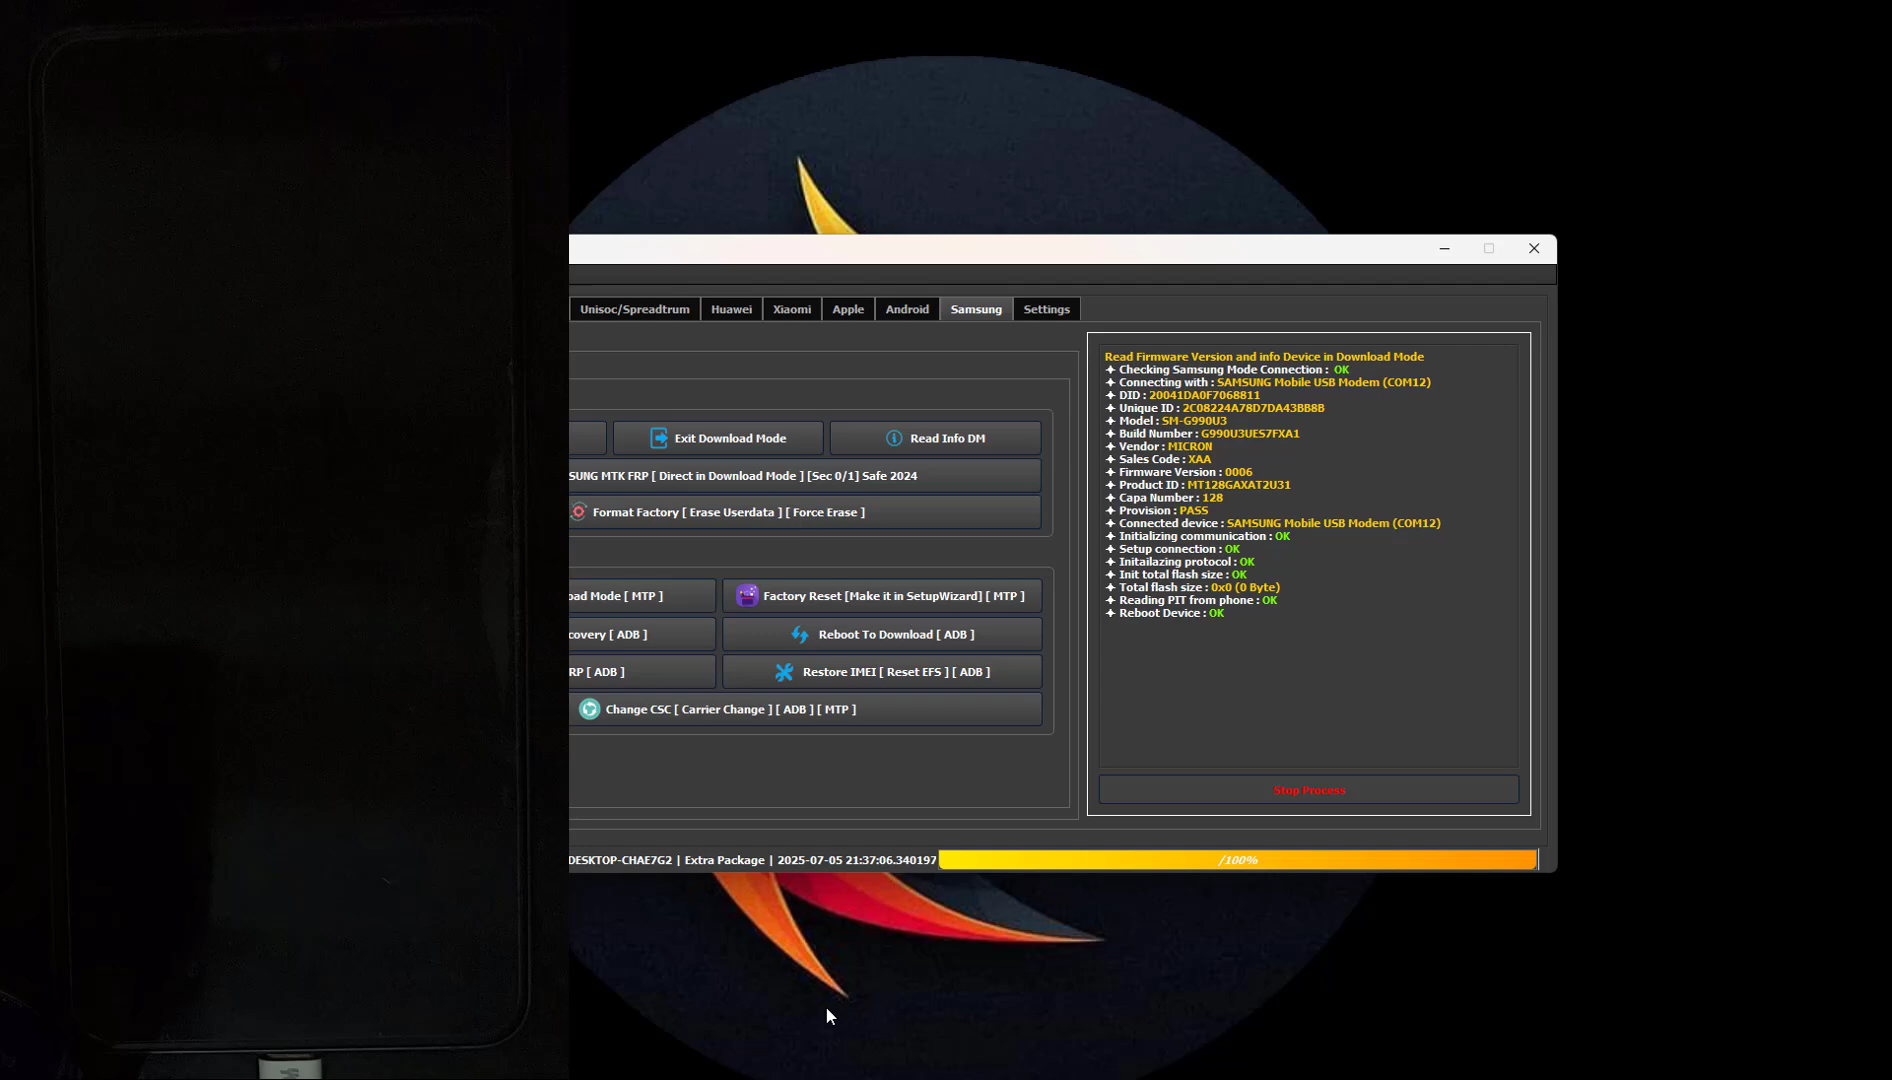 Unisoc/Spreadtrum Huawei Xiaomi Apple Android Samsung Settings
Exit Download Mode
Read Info DM
SUNG MTK FRP [ Direct in Download Mode ] [Sec 0/1] Safe 2024
Format Factory [ Erase Userdata ] [ Force Erase ]
oad Mode [ MTP ]
Factory Reset [Make it in SetupWizard] [ MTP ]
covery [ ADB ]
Reboot To Download [ ADB ]
RP [ ADB ]
Restore IMEI [ Reset EFS ] [ ADB ]
Change CSC [ Carrier Change ] [ ADB ] [ MTP ]
Read Firmware Version and info Device in Download Mode
Checking Samsung Mode Connection : OK
Connecting with : SAMSUNG Mobile USB Modem (COM12)
DID : 20041DA0F7068811
Unique ID : 2C08224A78D7DA43BB8B
Model : SM-G990U3
Build Number : G990U3UES7FXA1
Vendor : MICRON
Sales Code : XAA
Firmware Version : 0006
Product ID : MT128GAXAT2U31
Capa Number : 128
Provision : PASS
Connected device : SAMSUNG Mobile USB Modem (COM12)
Initializing communication : OK
Setup connection : OK
Initailazing protocol : OK
Init total flash size : OK
Total flash size : 0x0 (0 Byte)
Reading PIT from phone : OK
Reboot Device : OK
Stop Process
DESKTOP-CHAE7G2 | Extra Package | 2025-07-05 21:37:06.340197
/100%